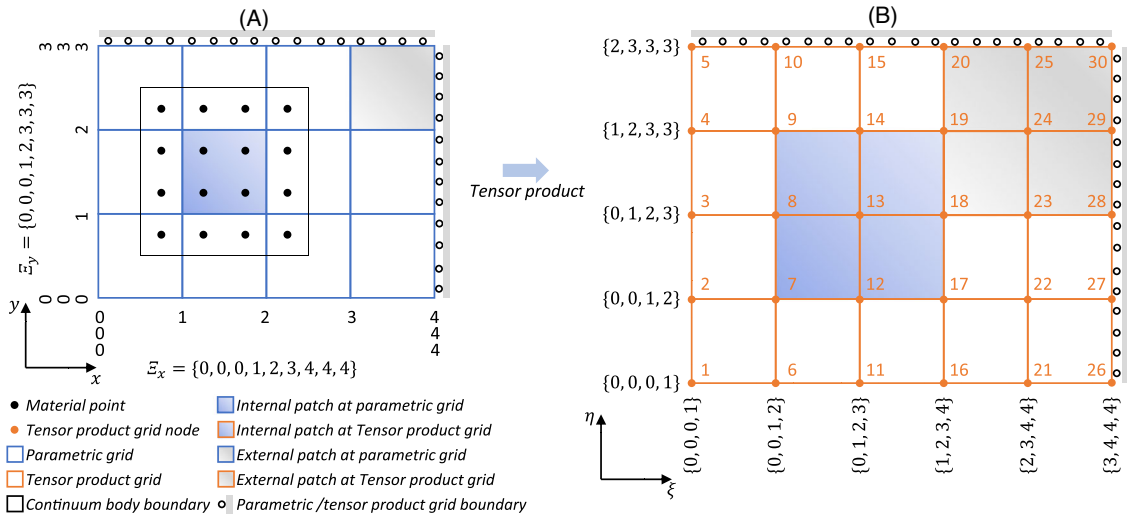 (A)
(B)
3 3 3
2
1
0 0 0
Ξy = {0, 0, 0, 1, 2, 3, 3, 3}
y
x
0
0
0
1
2
3
4
4
4
Ξx = {0, 0, 0, 1, 2, 3, 4, 4, 4}
Tensor product
{2, 3, 3, 3}
{1, 2, 3, 3}
{0, 1, 2, 3}
{0, 0, 1, 2}
{0, 0, 0, 1}
5 10 15 20 25 30
4 9 14 19 24 29
3 8 13 18 23 28
2 7 12 17 22 27
1 6 11 16 21 26
{0, 0, 0, 1}
{0, 0, 1, 2}
{0, 1, 2, 3}
{1, 2, 3, 4}
{2, 3, 4, 4}
{3, 4, 4, 4}
η
ξ
Material point
Tensor product grid node
Parametric grid
Tensor product grid
Continuum body boundary
Internal patch at parametric grid
Internal patch at Tensor product grid
External patch at parametric grid
External patch at Tensor product grid
Parametric /tensor product grid boundary